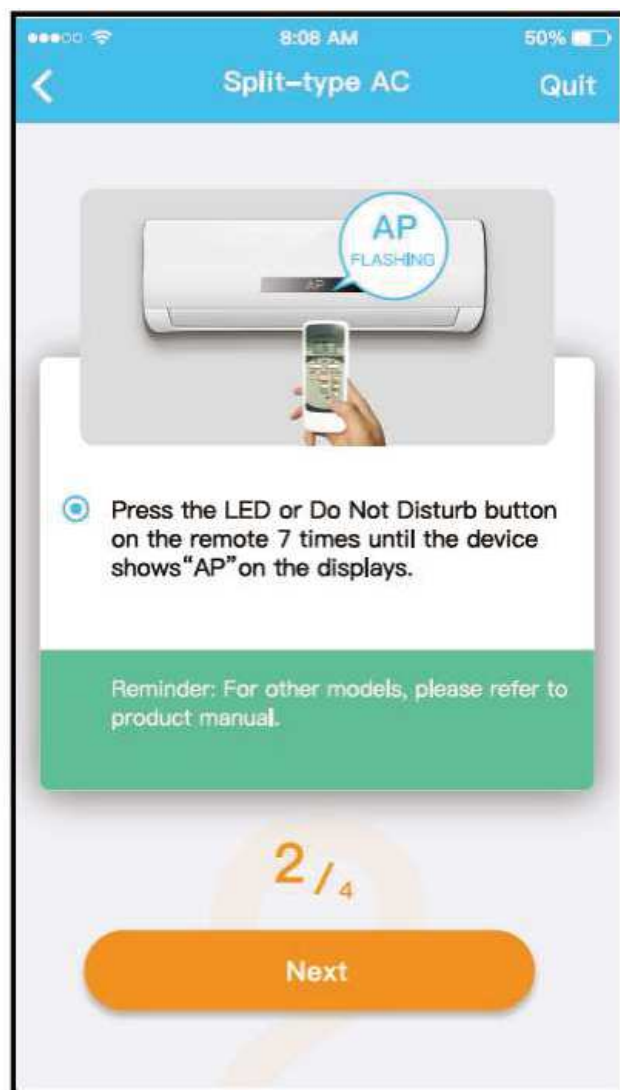 8:08 AM
50%
Split-type AC
Quit
AP
FLASHING
AP
Press the LED or Do Not Disturb button
on the remote 7 times until the device
shows“AP”on the displays.
Reminder: For other models, please refer to
product manual.
2/4
Next